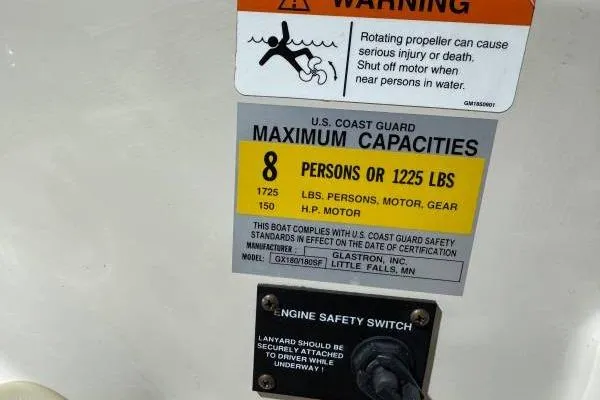 WARNING
Rotating propeller can cause
serious injury or death.
Shut off motor when
near persons in water.
GM18S0901
U.S. COAST GUARD
MAXIMUM CAPACITIES
8 PERSONS OR 1225 LBS
1725 LBS. PERSONS, MOTOR, GEAR
150 H.P. MOTOR
THIS BOAT COMPLIES WITH U.S. COAST GUARD SAFETY
STANDARDS IN EFFECT ON THE DATE OF CERTIFICATION
MANUFACTURER : GLASTRON, INC.
MODEL: GX180/180SF LITTLE FALLS, MN
ENGINE SAFETY SWITCH
LANYARD SHOULD BE
SECURELY ATTACHED
TO DRIVER WHILE
UNDERWAY !